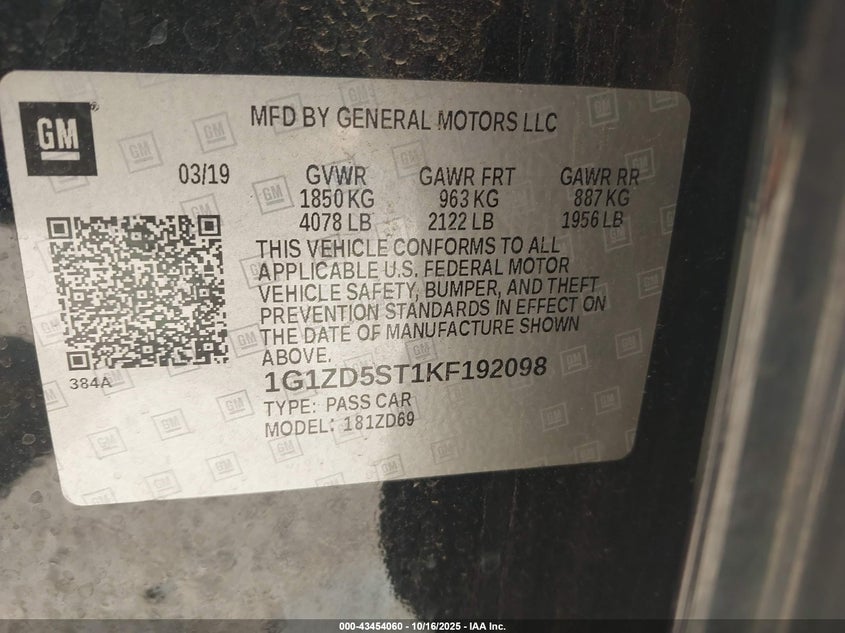 GM
MFD BY GENERAL MOTORS LLC
03/19 GVWR GAWR FRT GAWR RR
1850 KG 963 KG 887 KG
4078 LB 2122 LB 1956 LB
THIS VEHICLE CONFORMS TO ALL
APPLICABLE U.S. FEDERAL MOTOR
VEHICLE SAFETY, BUMPER, AND THEFT
PREVENTION STANDARDS IN EFFECT ON
THE DATE OF MANUFACTURE SHOWN
ABOVE.
384A
1G1ZD5ST1KF192098
TYPE: PASS CAR
MODEL: 181ZD69
000-43454060 - 10/16/2025 - IAA Inc.